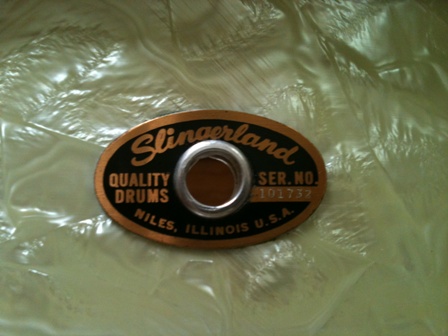 Slingerland
QUALITY SER. NO.
DRUMS 101732
NILES, ILLINOIS U.S.A.